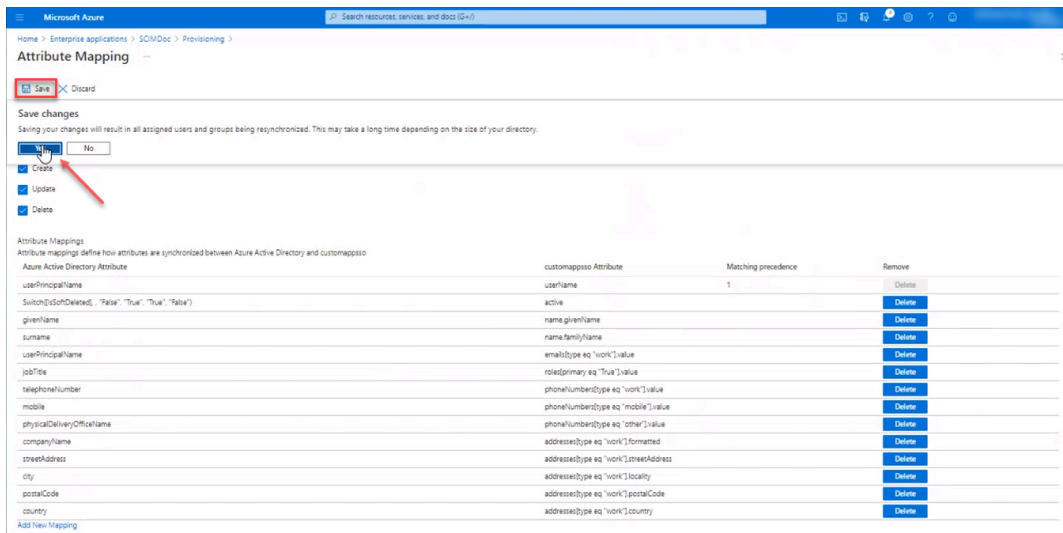 Microsoft Azure
Search resources, services, and docs (G+/)
Home > Enterprise applications > SCIMDoc > Provisioning >
Attribute Mapping ...
Save Discard
Save changes
Saving your changes will result in all assigned users and groups being resynchronized. This may take a long time depending on the size of your directory.
No
Create
Update
Delete
Attribute Mappings
Attribute mappings define how attributes are synchronized between Azure Active Directory and customappsso
Azure Active Directory Attribute customappsso Attribute Matching precedence Remove
userPrincipalName userName 1 Delete
Switch([IsSoftDeleted], , "False", "True", "True", "False") active Delete
givenName name.givenName Delete
surname name.familyName Delete
userPrincipalName emails[type eq "work"].value Delete
jobTitle roles[primary eq "True"].value Delete
telephoneNumber phoneNumbers[type eq "work"].value Delete
mobile phoneNumbers[type eq "mobile"].value Delete
physicalDeliveryOfficeName phoneNumbers[type eq "other"].value Delete
companyName addresses[type eq "work"].formatted Delete
streetAddress addresses[type eq "work"].streetAddress Delete
city addresses[type eq "work"].locality Delete
postalCode addresses[type eq "work"].postalCode Delete
country addresses[type eq "work"].country Delete
Add New Mapping